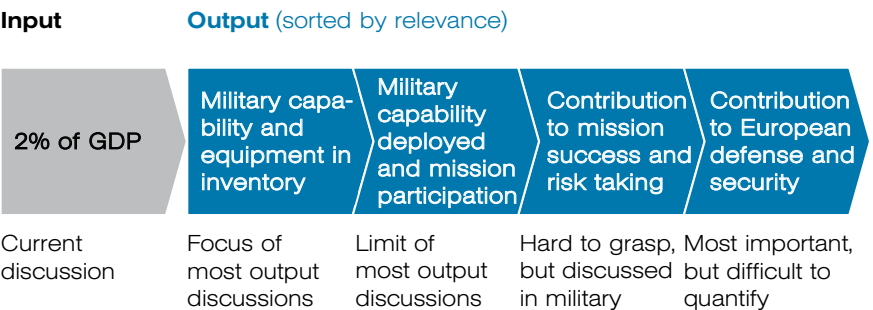 Input
Output (sorted by relevance)
2% of GDP
Military capa-
bility and
equipment in
inventory
Military
capability
deployed
and mission
participation
Contribution
to mission
success and
risk taking
Contribution
to European
defense and
security
Current
discussion
Focus of
most output
discussions
Limit of
most output
discussions
Hard to grasp,
but discussed
in military
Most important,
but difficult to
quantify